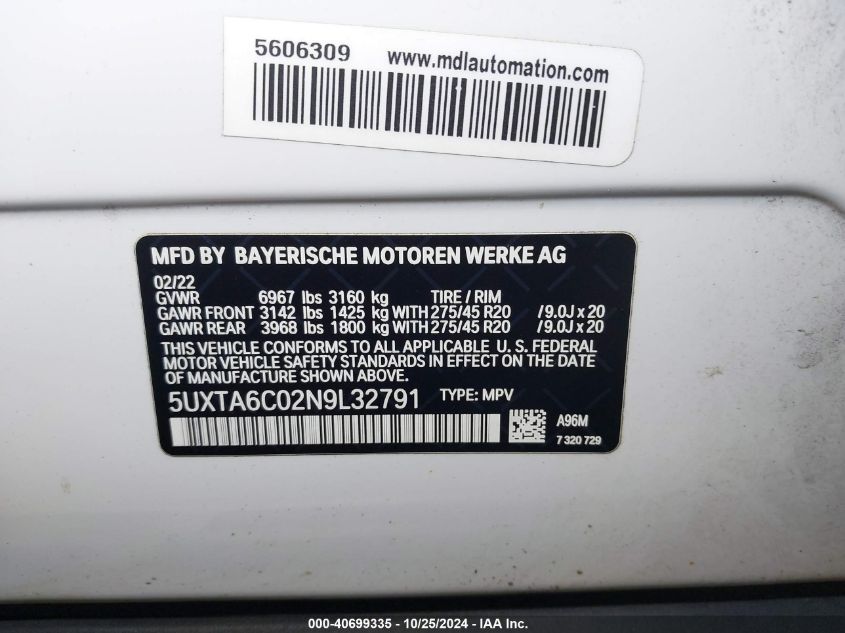 5606309 www.mdlautomation.com
MFD BY BAYERISCHE MOTOREN WERKE AG
02/22
GVWR 6967 lbs 3160 kg TIRE / RIM
GAWR FRONT 3142 lbs 1425 kg WITH 275/45 R20 / 9.0J x 20
GAWR REAR 3968 lbs 1800 kg WITH 275/45 R20 / 9.0J x 20
THIS VEHICLE CONFORMS TO ALL APPLICABLE U. S. FEDERAL
MOTOR VEHICLE SAFETY STANDARDS IN EFFECT ON THE DATE
OF MANUFACTURE SHOWN ABOVE.
5UXTA6C02N9L32791 TYPE: MPV
A96M
7 320 729
000-40699335 - 10/25/2024 - IAA Inc.